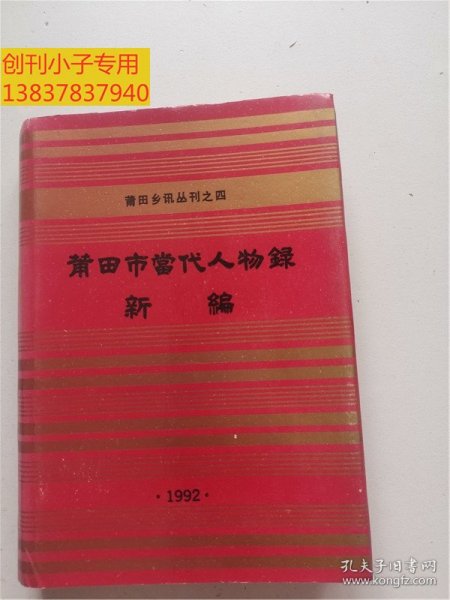 创刊小子专用
13837837940
莆田乡讯丛刊之四
莆田市當代人物録
新編
·1992·
孔夫子旧书网
www.kongfz.com